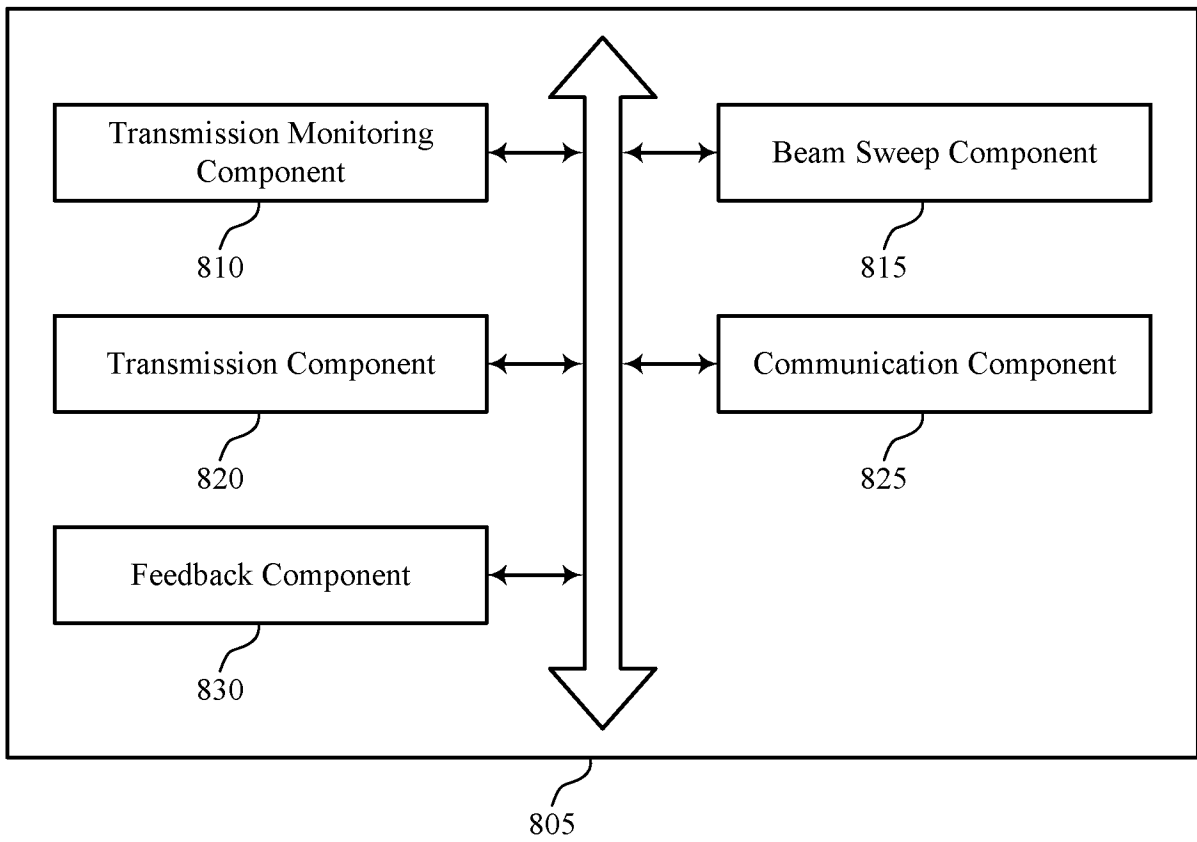 Transmission Monitoring
Component
810
Beam Sweep Component
815
Transmission Component
820
Communication Component
825
Feedback Component
830
805